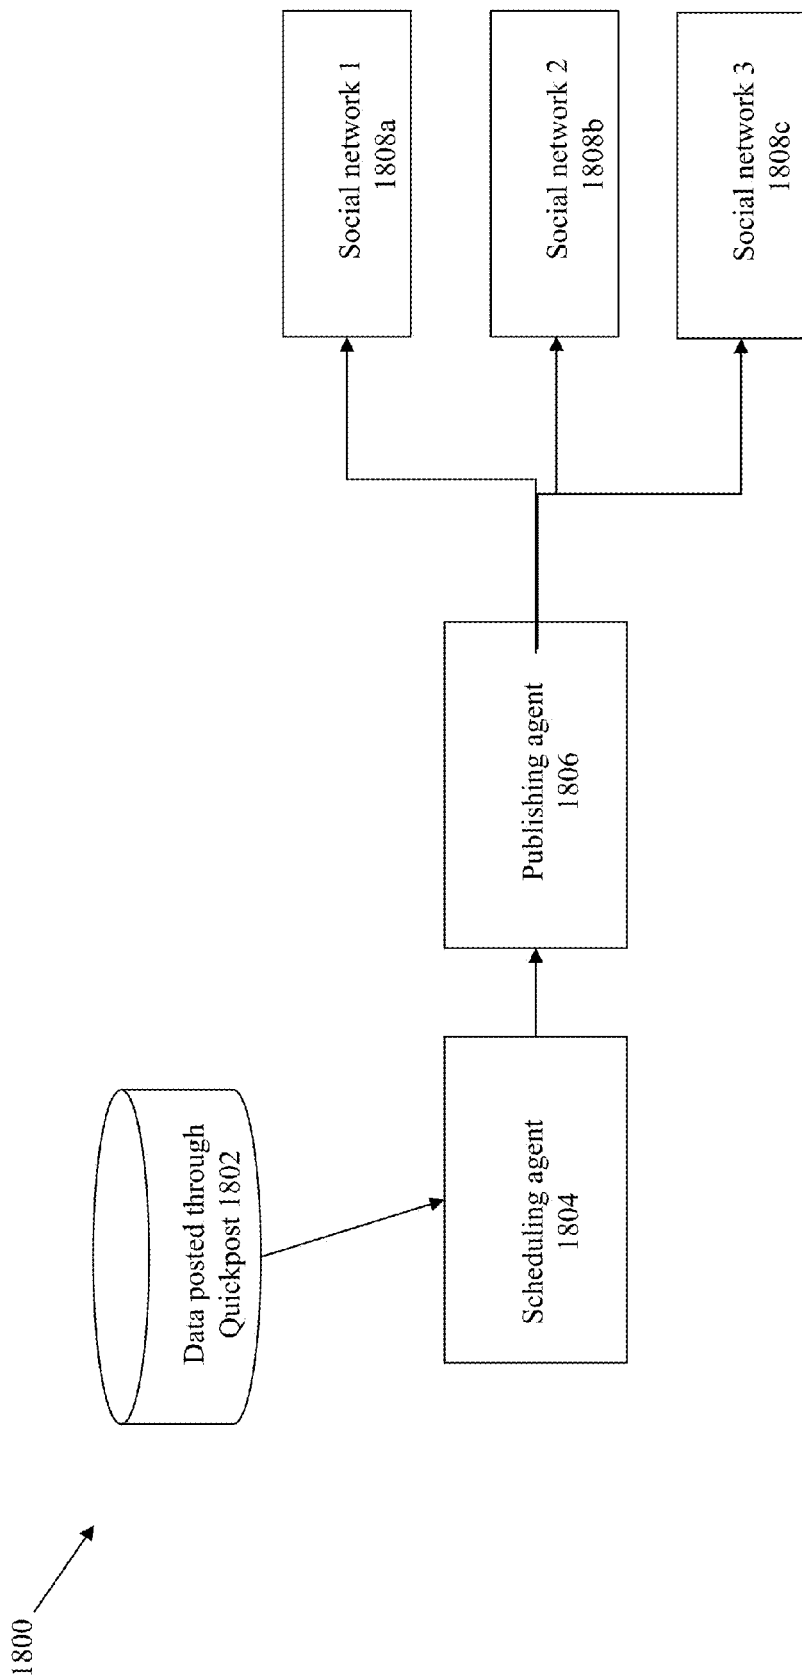 1800
Data posted through
Quickpost 1802
Scheduling agent
1804
Publishing agent
1806
Social network 1
1808a
Social network 2
1808b
Social network 3
1808c